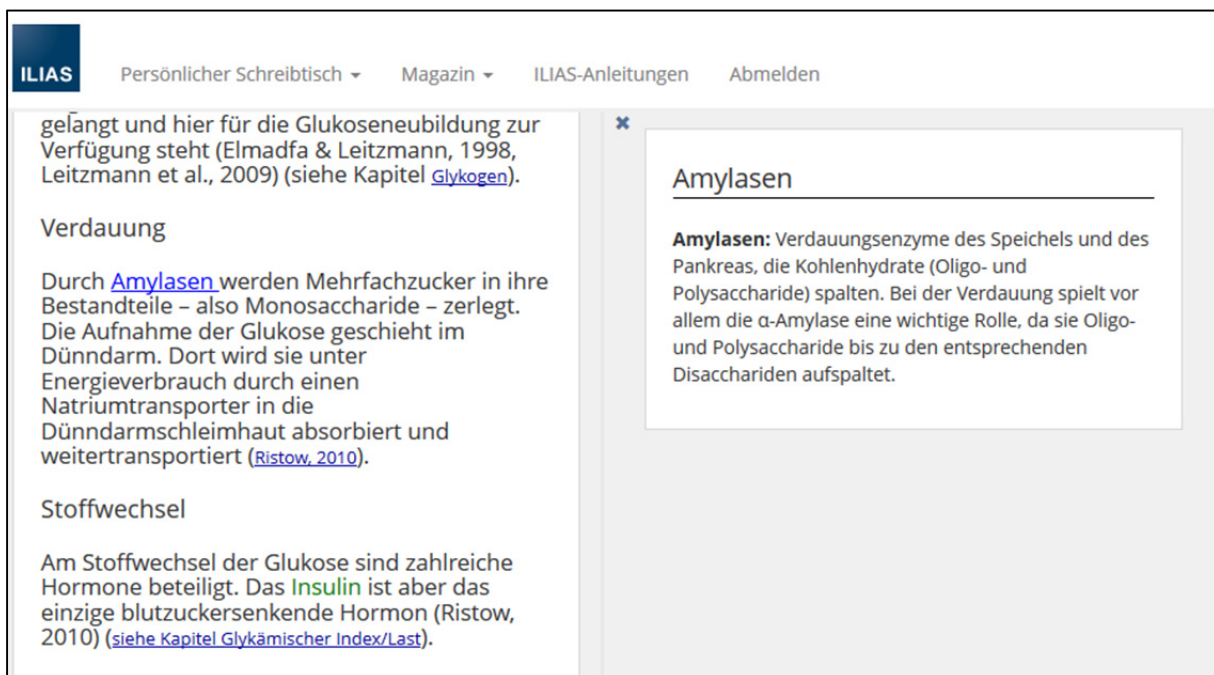 ILIAS
Persönlicher Schreibtisch
Magazin
ILIAS-Anleitungen
Abmelden
gelangt und hier für die Glukoseneubildung zur
Verfügung steht (Elmadfa & Leitzmann, 1998,
Leitzmann et al., 2009) (siehe Kapitel Glykogen).
Verdauung
Durch Amylasen werden Mehrfachzucker in ihre
Bestandteile – also Monosaccharide – zerlegt.
Die Aufnahme der Glukose geschieht im
Dünndarm. Dort wird sie unter
Energieverbrauch durch einen
Natriumtransporter in die
Dünndarmschleimhaut absorbiert und
weitertransportiert (Ristow, 2010).
Stoffwechsel
Am Stoffwechsel der Glukose sind zahlreiche
Hormone beteiligt. Das Insulin ist aber das
einzige blutzuckersenkende Hormon (Ristow,
2010) (siehe Kapitel Glykämischer Index/Last).
Amylasen
Amylasen: Verdauungsenzyme des Speichels und des
Pankreas, die Kohlenhydrate (Oligo- und
Polysaccharide) spalten. Bei der Verdauung spielt vor
allem die α-Amylase eine wichtige Rolle, da sie Oligo-
und Polysaccharide bis zu den entsprechenden
Disacchariden aufspaltet.